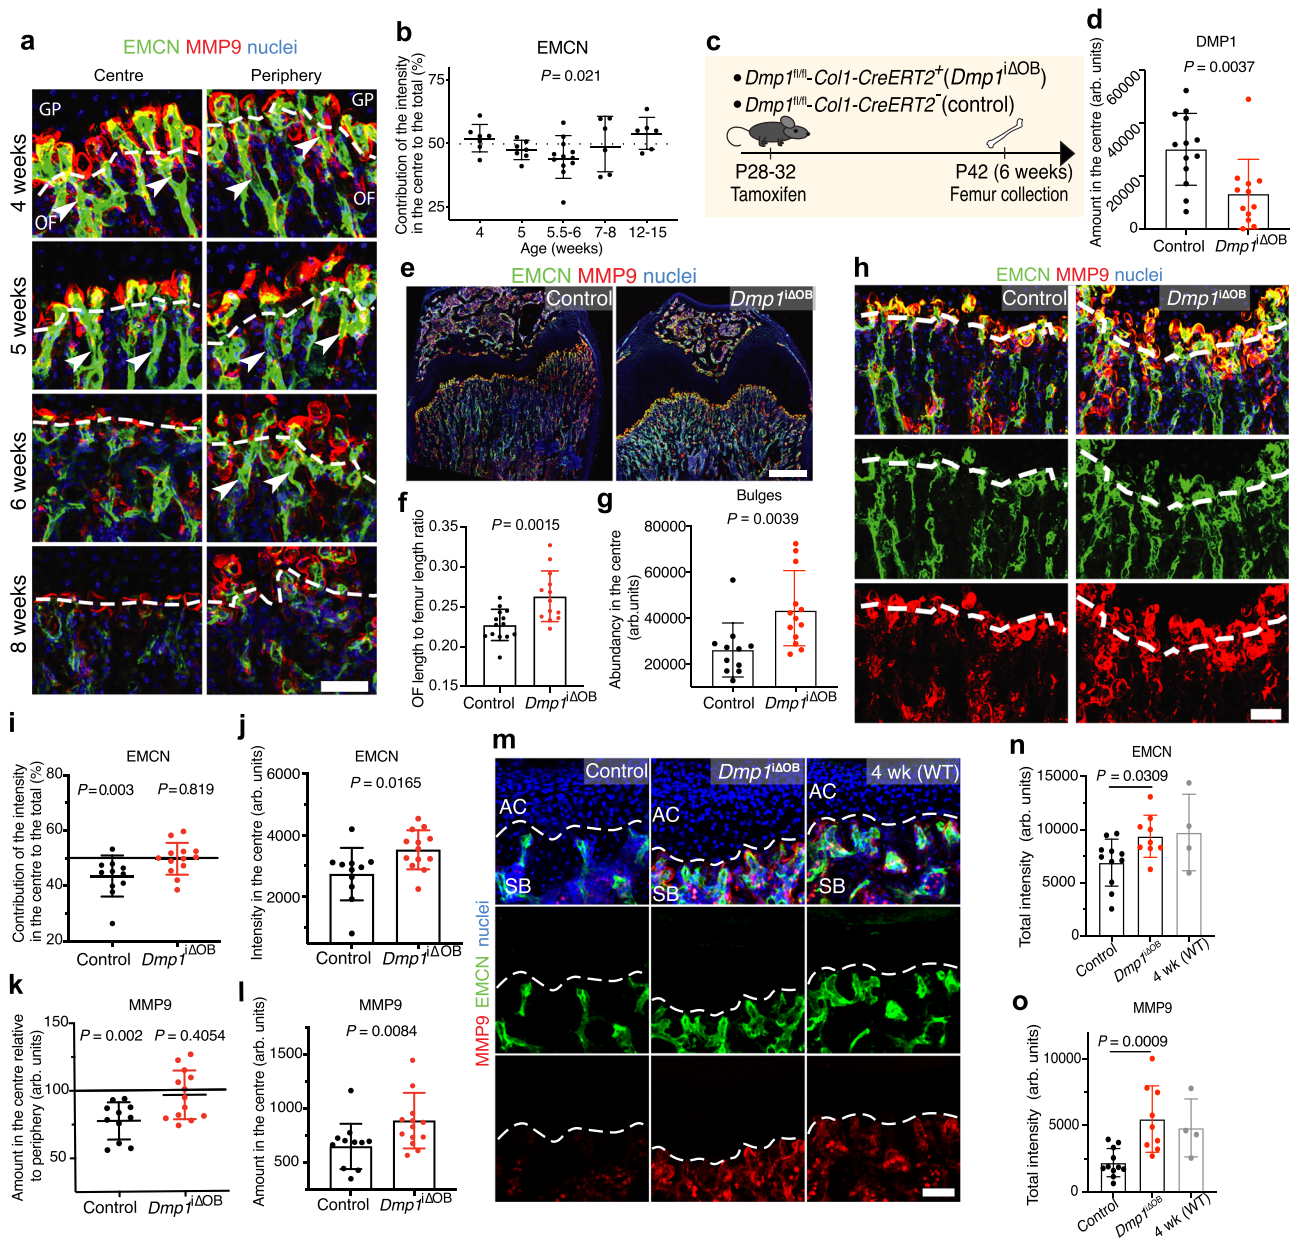 a
EMCN MMP9 nuclei
Centre
Periphery
4 weeks
5 weeks
6 weeks
8 weeks
GP
GP
OF
OF
b
EMCN
P = 0.021
Contribution of the intensity
in the centre to the total (%)
75
50
25
4
5
5.5-6
7-8
12-15
Age (weeks)
c
• Dmp1fl/fl-Col1-CreERT2+ (Dmp1iΔOB)
• Dmp1fl/fl-Col1-CreERT2- (control)
P28-32
Tamoxifen
P42 (6 weeks)
Femur collection
d
DMP1
P = 0.0037
Amount in the centre (arb. units)
60000
40000
20000
0
Control
Dmp1iΔOB
e
EMCN MMP9 nuclei
Control
Dmp1iΔOB
f
P = 0.0015
OF length to femur length ratio
0.35
0.30
0.25
0.20
0.15
Control
Dmp1iΔOB
g
Bulges
P = 0.0039
Abundancy in the centre
(arb.units)
80000
60000
40000
20000
Control
Dmp1iΔOB
h
EMCN MMP9 nuclei
Control
Dmp1iΔOB
i
EMCN
P = 0.003
P = 0.819
Contribution of the intensity
in the centre to the total (%)
80
60
40
20
Control
Dmp1iΔOB
j
EMCN
P = 0.0165
Intensity in the centre (arb. units)
6000
4000
2000
Control
Dmp1iΔOB
k
MMP9
P = 0.002
P = 0.4054
Amount in the centre relative
to periphery (arb. units)
150
100
50
Control
Dmp1iΔOB
l
MMP9
P = 0.0084
Amount in the centre (arb. units)
1500
1000
500
Control
Dmp1iΔOB
m
MMP9 EMCN nuclei
Control
Dmp1iΔOB
4 wk (WT)
AC
AC
AC
SB
SB
SB
n
EMCN
P = 0.0309
Total intensity (arb. units)
15000
10000
5000
0
Control
Dmp1iΔOB
4 wk (WT)
o
MMP9
P = 0.0009
Total intensity (arb. units)
10000
5000
0
Control
Dmp1iΔOB
4 wk (WT)